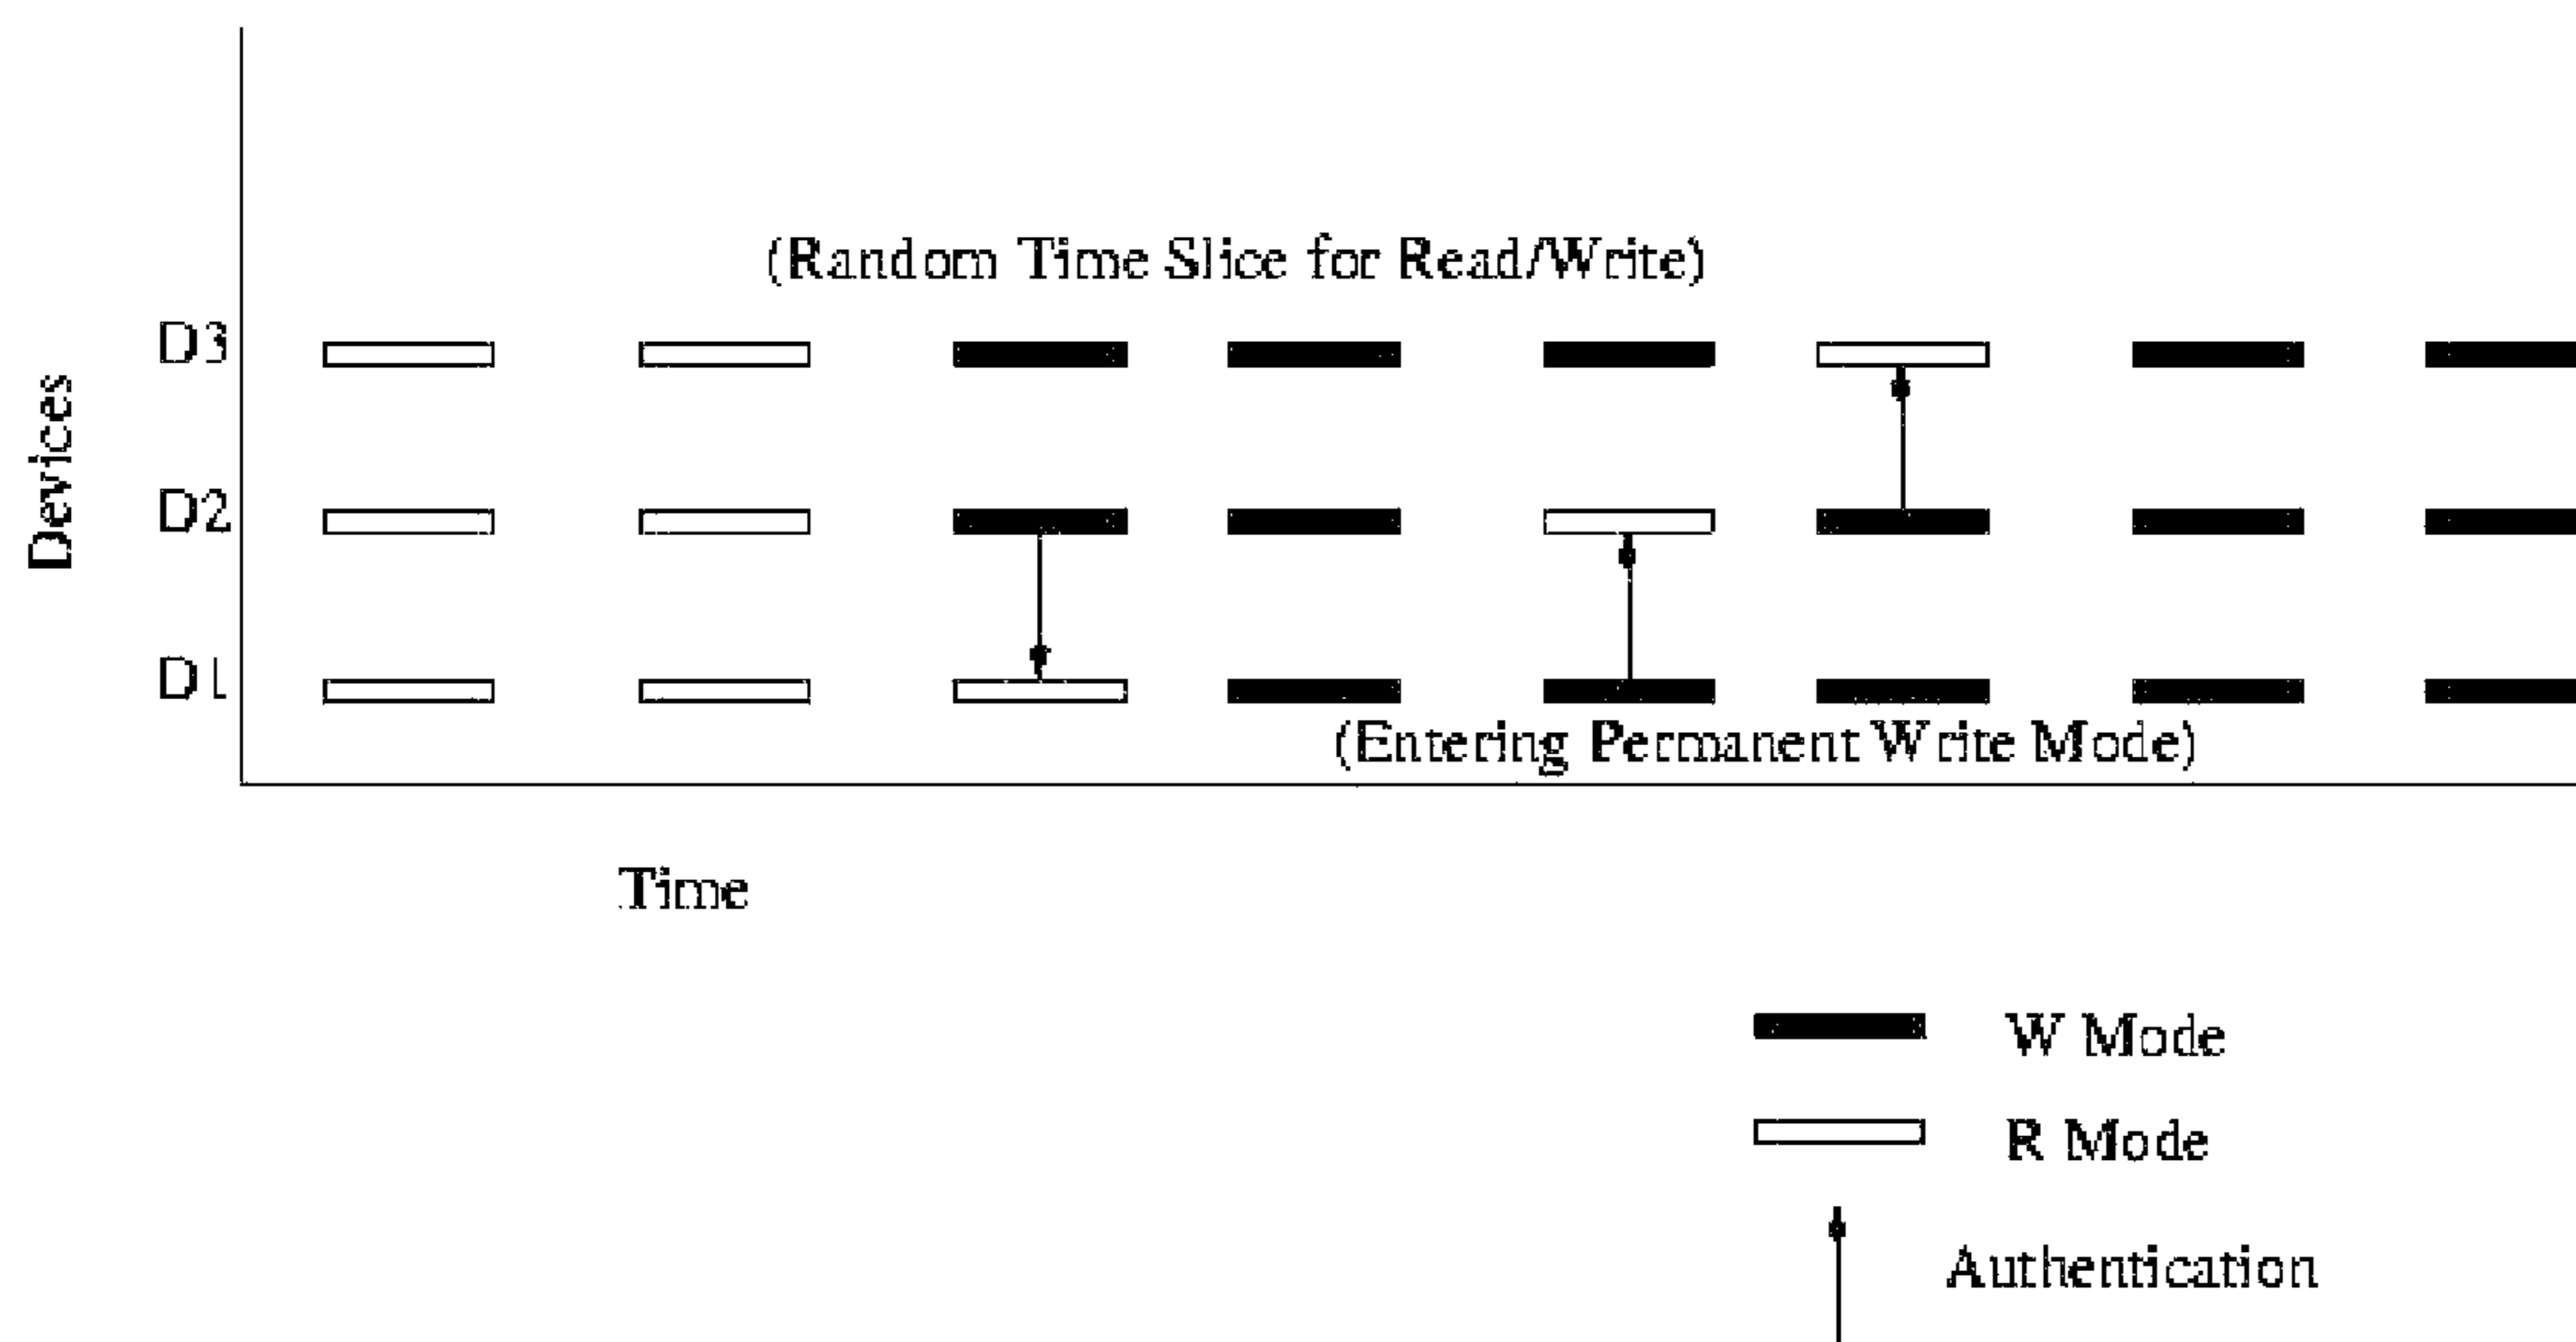 (Random Time Slice for Read/Write)
D3
Devices
D2
D1
(Entering Permanent Write Mode)
Time
W Mode
R Mode
Authentication